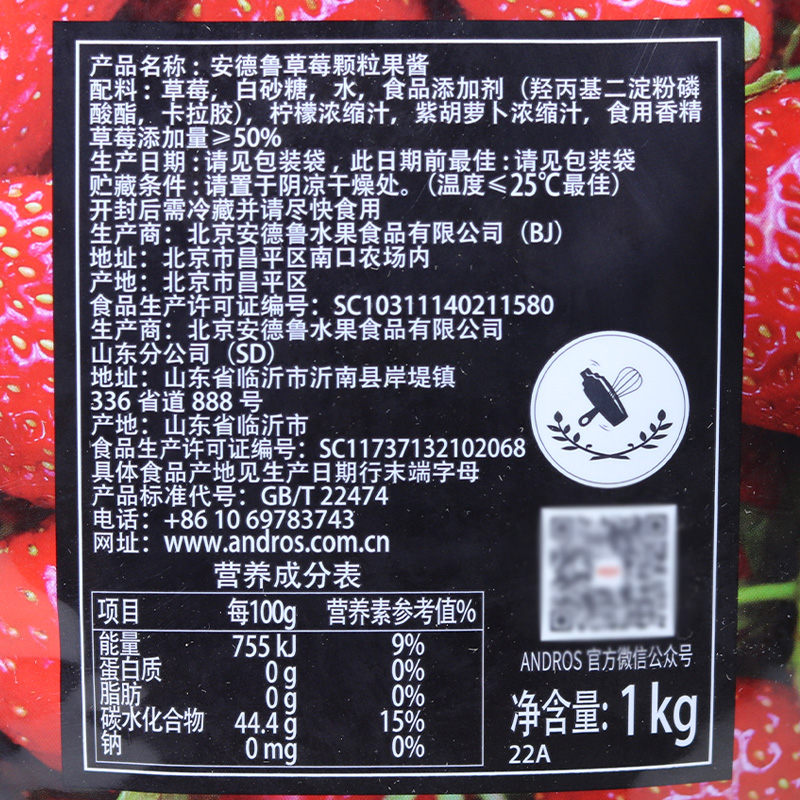 产品名称：安德鲁草莓颗粒果酱
配料：草莓，白砂糖，水，食品添加剂（羟丙基二淀粉磷
酸酯，卡拉胶），柠檬浓缩汁，紫胡萝卜浓缩汁，食用香精
草莓添加量≥50%
生产日期：请见包装袋，此日期前最佳：请见包装袋
贮藏条件：请置于阴凉干燥处。（温度≤25℃最佳）
开封后需冷藏并请尽快食用
生产商：北京安德鲁水果食品有限公司（BJ）
地址：北京市昌平区南口农场内
产地：北京市昌平区
食品生产许可证编号：SC10311140211580
生产商：北京安德鲁水果食品有限公司
山东分公司（SD）
地址：山东省临沂市沂南县岸堤镇
336 省道 888 号
产地：山东省临沂市
食品生产许可证编号：SC11737132102068
具体食品产地见生产日期行末端字母
产品标准代号：GB/T 22474
电话：+86 10 69783743
网址：www.andros.com.cn
营养成分表
项目 每100g 营养素参考值%
能量 755 kJ 9%
蛋白质 0 g 0%
脂肪 0 g 0%
碳水化合物 44.4 g 15%
钠 0 mg 0%
ANDROS 官方微信公众号
净含量: 1 kg
22A